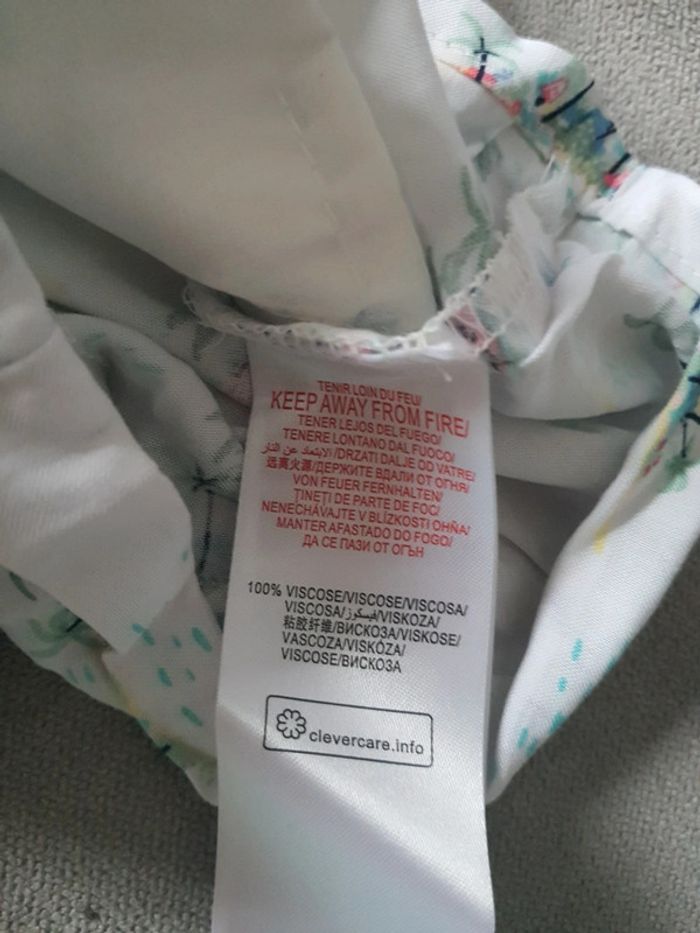 TENIR LOIN DU FEU/
KEEP AWAY FROM FIRE/
TENER LEJOS DEL FUEGO/
TENERE LONTANO DAL FUOCO/
الابتعاد عن النار/DRZATI DALJE OD VATRE/
远离火源/ДЕРЖИТЕ ВДАЛИ ОТ ОГНЯ/
VON FEUER FERNHALTEN/
ȚINEȚI DE PARTE DE FOC/
NENECHÁVAJTE V BLÍZKOSTI OHŇA/
MANTER AFASTADO DO FOGO/
ДА СЕ ПАЗИ ОТ ОГЪН
100% VISCOSE/VISCOSE/VISCOSA/
VISCOSA/فيسكوز/VISKOZA/
粘胶纤维/ВИСКОЗА/VISKOSE/
VASCOZA/VISKÓZA/
VISCOSE/ВИСКОЗА
clevercare.info